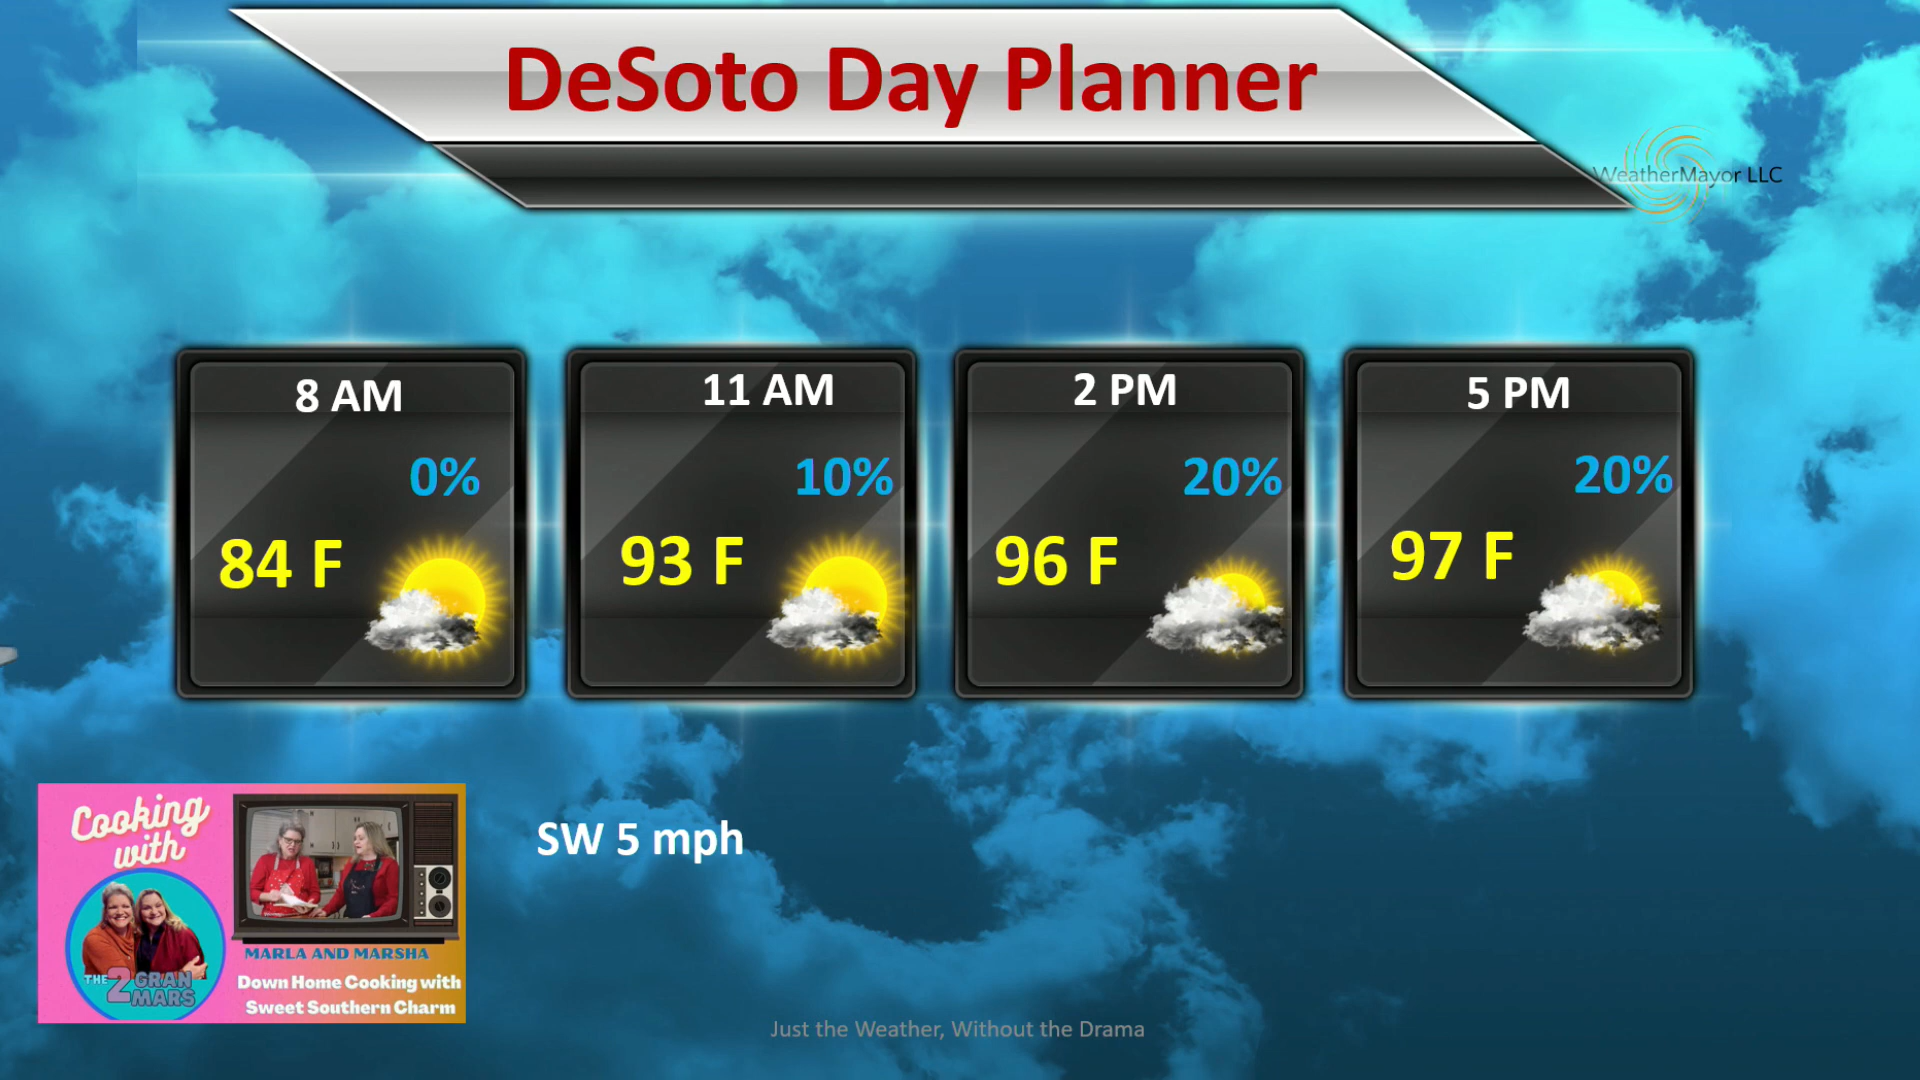 DeSoto Day Planner
WeatherMayor LLC
8 AM
0%
84 F
11 AM
10%
93 F
2 PM
20%
96 F
5 PM
20%
97 F
Cooking
with
THE 2 GRAN
MARS
MARLA AND MARSHA
Down Home Cooking with
Sweet Southern Charm
SW 5 mph
Just the Weather, Without the Drama